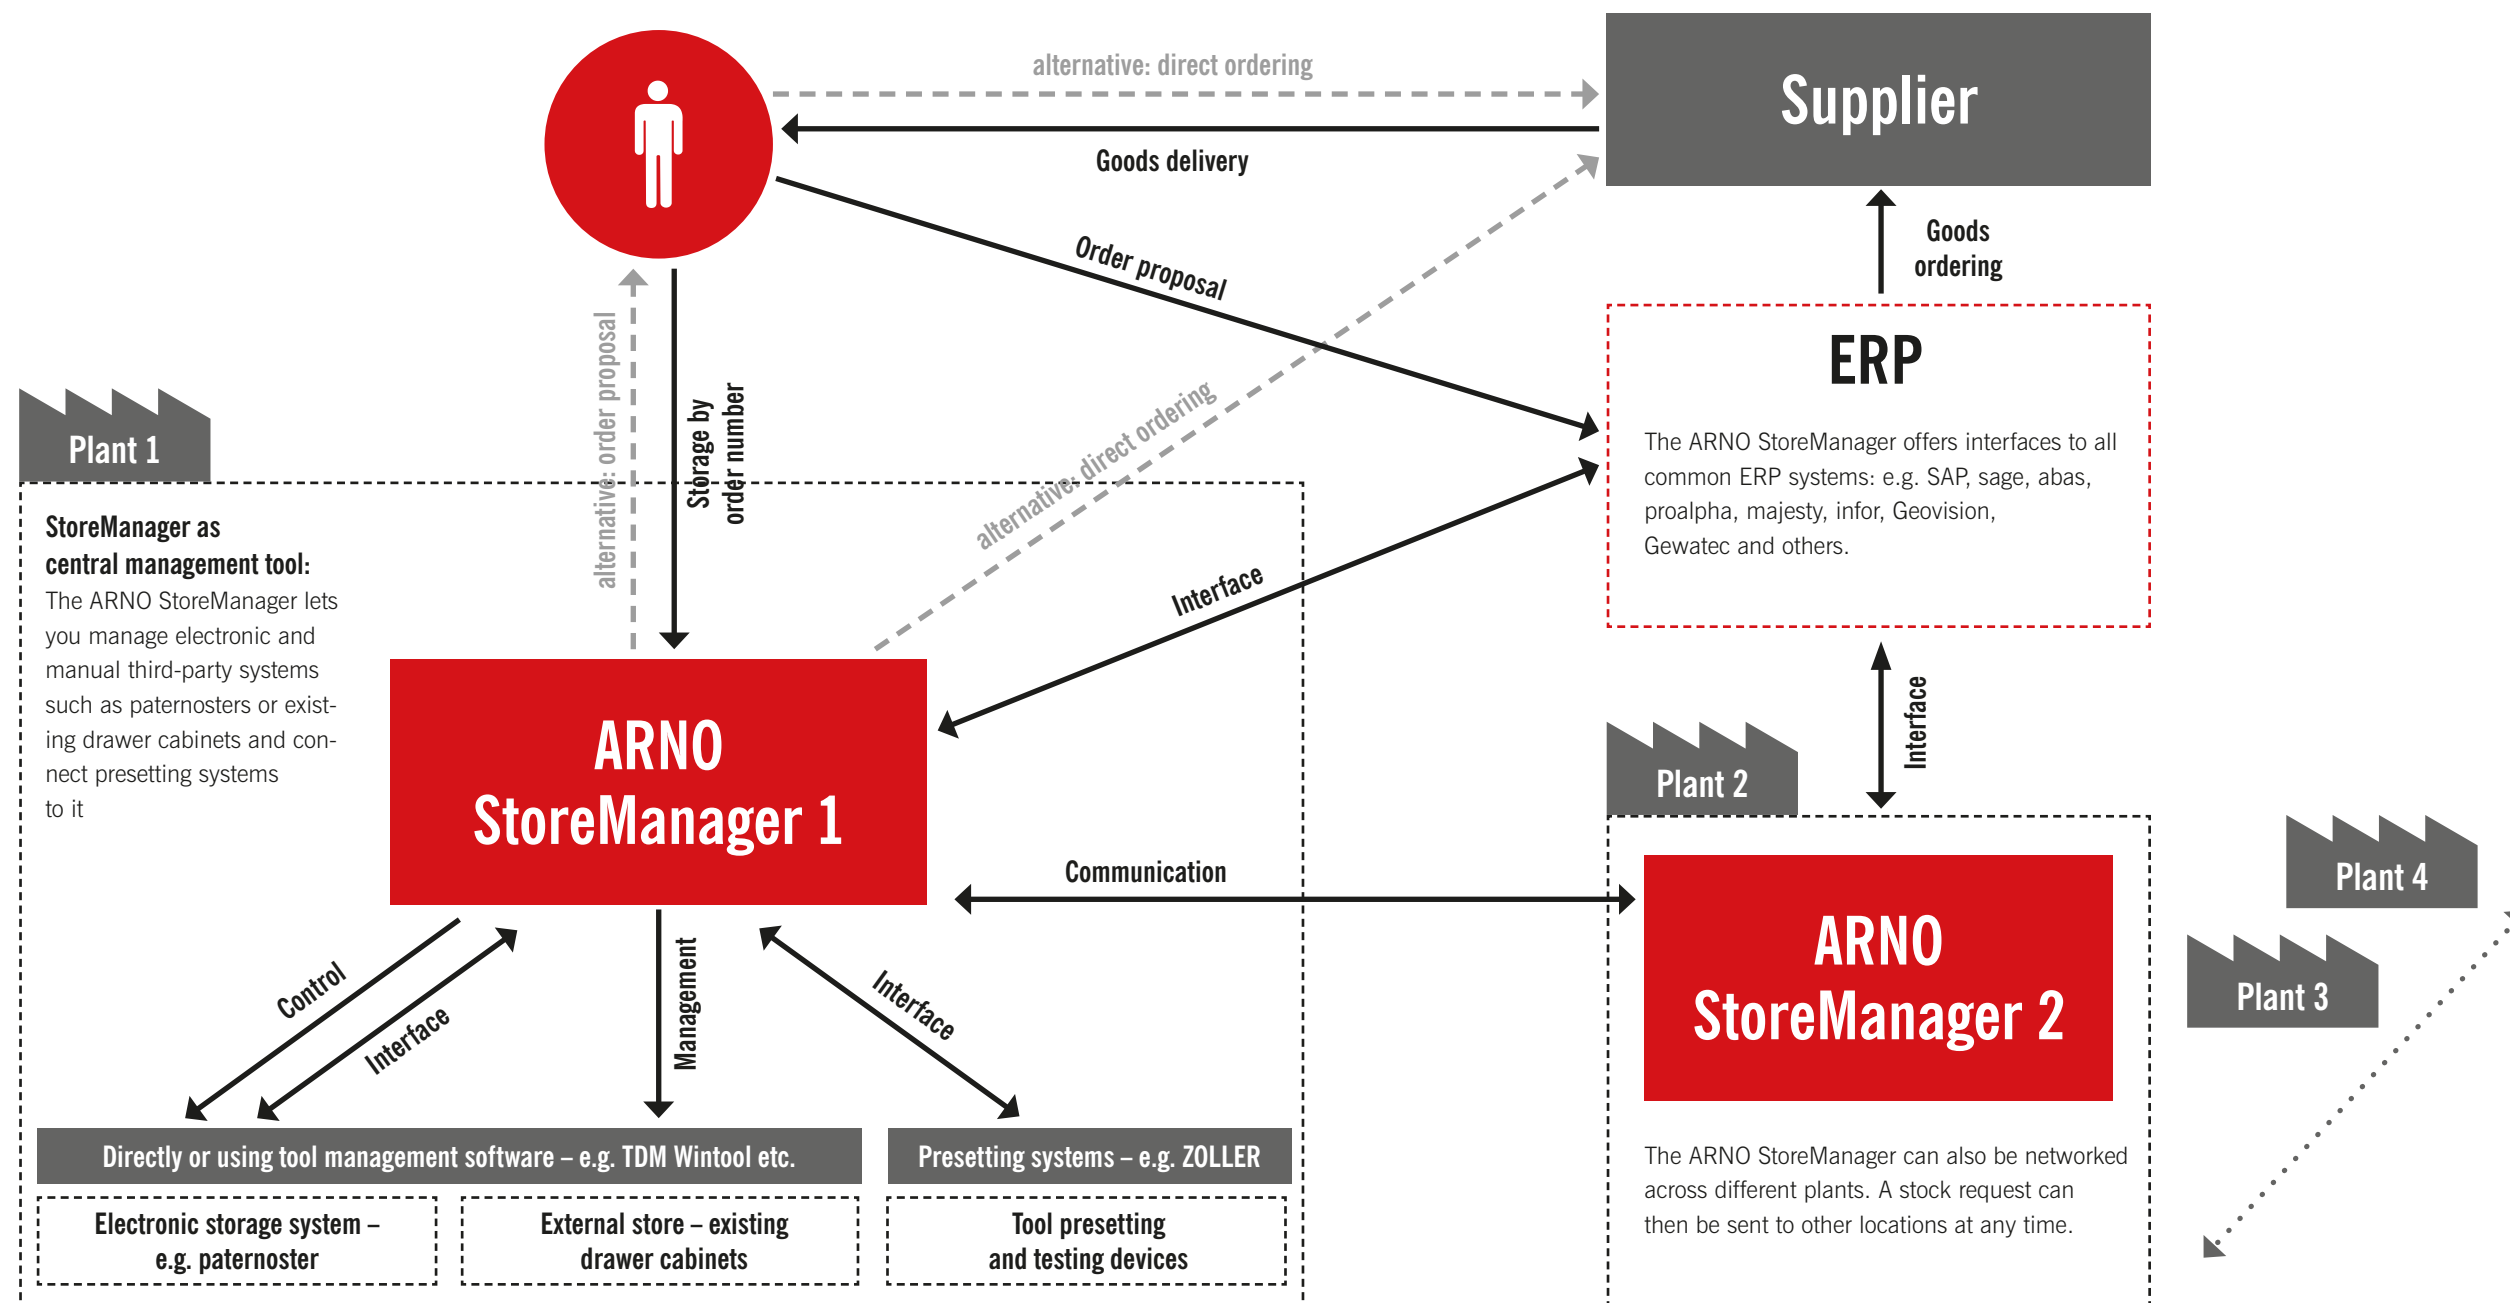 alternative: direct ordering
Supplier
Goods delivery
Goods
ordering
Order proposal
alternative: order proposal
Storage by
order number
alternative: direct ordering
ERP
The ARNO StoreManager offers interfaces to all
common ERP systems: e.g. SAP, sage, abas,
proalpha, majesty, infor, Geovision,
Gewatec and others.
Plant 1
StoreManager as
central management tool:
The ARNO StoreManager lets
you manage electronic and
manual third-party systems
such as paternosters or exist-
ing drawer cabinets and con-
nect presetting systems
to it
Interface
Interface
ARNO
StoreManager 1
Plant 2
Communication
Plant 4
Plant 3
ARNO
StoreManager 2
Control
Interface
Management
Interface
The ARNO StoreManager can also be networked
across different plants. A stock request can
then be sent to other locations at any time.
Directly or using tool management software – e.g. TDM Wintool etc.
Presetting systems – e.g. ZOLLER
Electronic storage system –
e.g. paternoster
External store – existing
drawer cabinets
Tool presetting
and testing devices